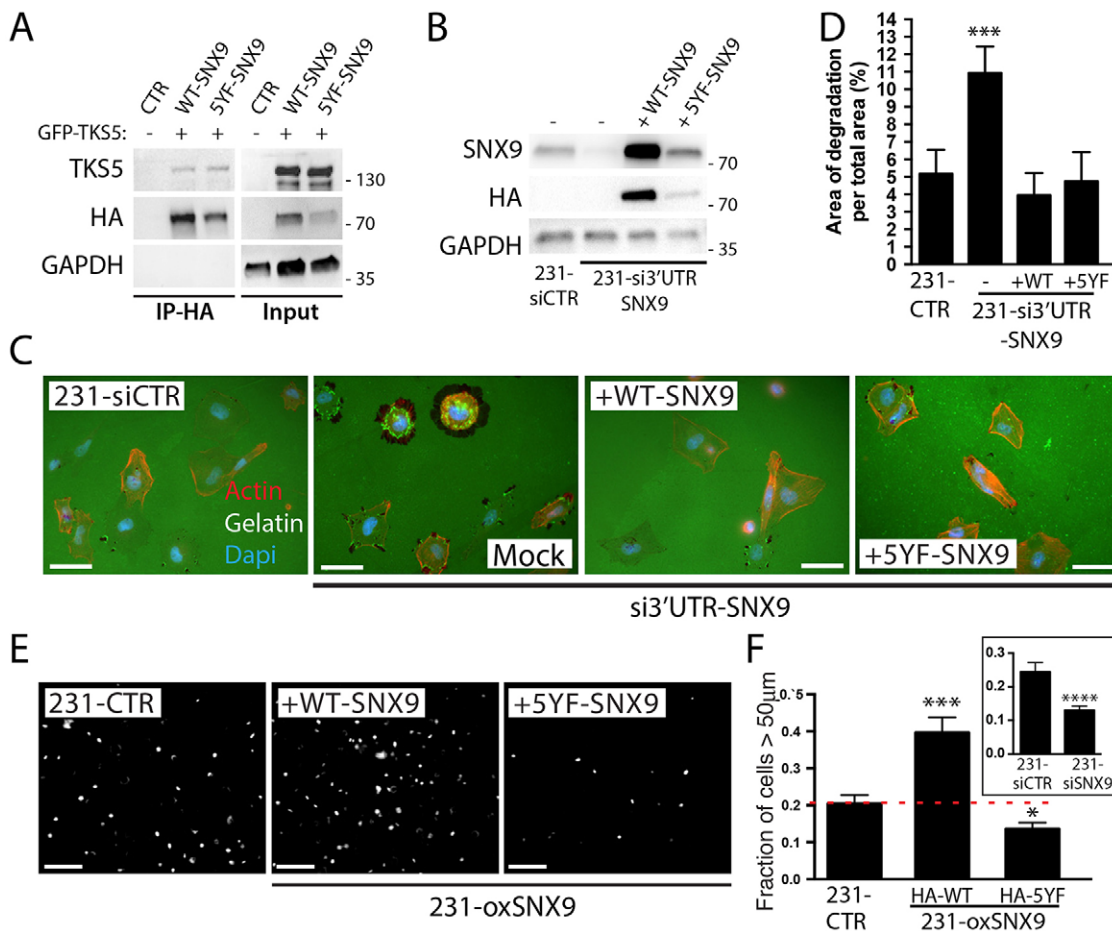 A
CTR
WT-SNX9
5YF-SNX9
CTR
WT-SNX9
5YF-SNX9
GFP-TKS5: - + + - + +
TKS5
- 130
HA
- 70
GAPDH
- 35
IP-HA
Input
B
- - +WT-SNX9 +5YF-SNX9
SNX9
- 70
HA
- 70
GAPDH
- 35
231-
siCTR
231-si3'UTR
SNX9
D
Area of degradation
per total area (%)
14
13
12
11
10
9
8
7
6
5
4
3
2
1
0
***
231-
CTR
- +WT +5YF
231-si3'UTR
-SNX9
C
231-siCTR
Actin
Gelatin
Dapi
Mock
+WT-SNX9
+5YF-SNX9
si3'UTR-SNX9
E
231-CTR
+WT-SNX9
+5YF-SNX9
231-oxSNX9
F
Fraction of cells > 50µm
0.4
0.3
0.2
0.1
0.0
***
*
231-
CTR
HA-WT HA-5YF
231-oxSNX9
0.3
0.2
0.1
0.0
****
231-
siCTR
231-
siSNX9